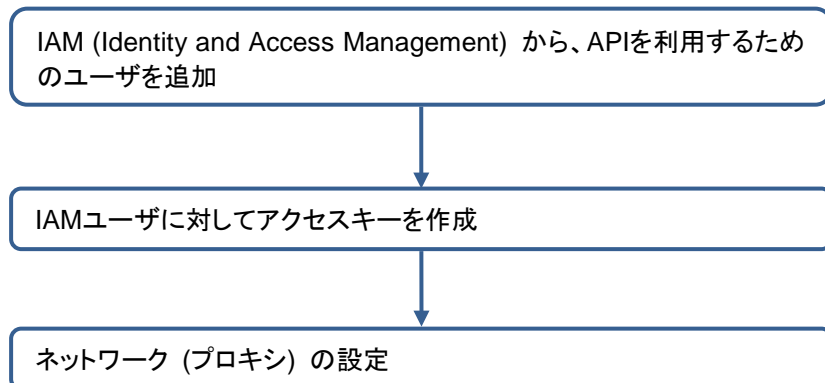 IAM (Identity and Access Management) から、APIを利用するため
のユーザを追加
IAMユーザに対してアクセスキーを作成
ネットワーク (プロキシ) の設定